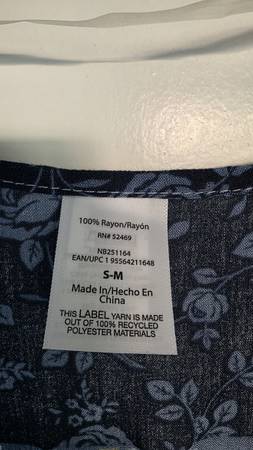 100% Rayon/Rayón
RN# 52469
NB251164
EAN/UPC 1 95564211648
S-M
Made In/Hecho En
China
THIS LABEL YARN IS MADE
OUT OF 100% RECYCLED
POLYESTER MATERIALS